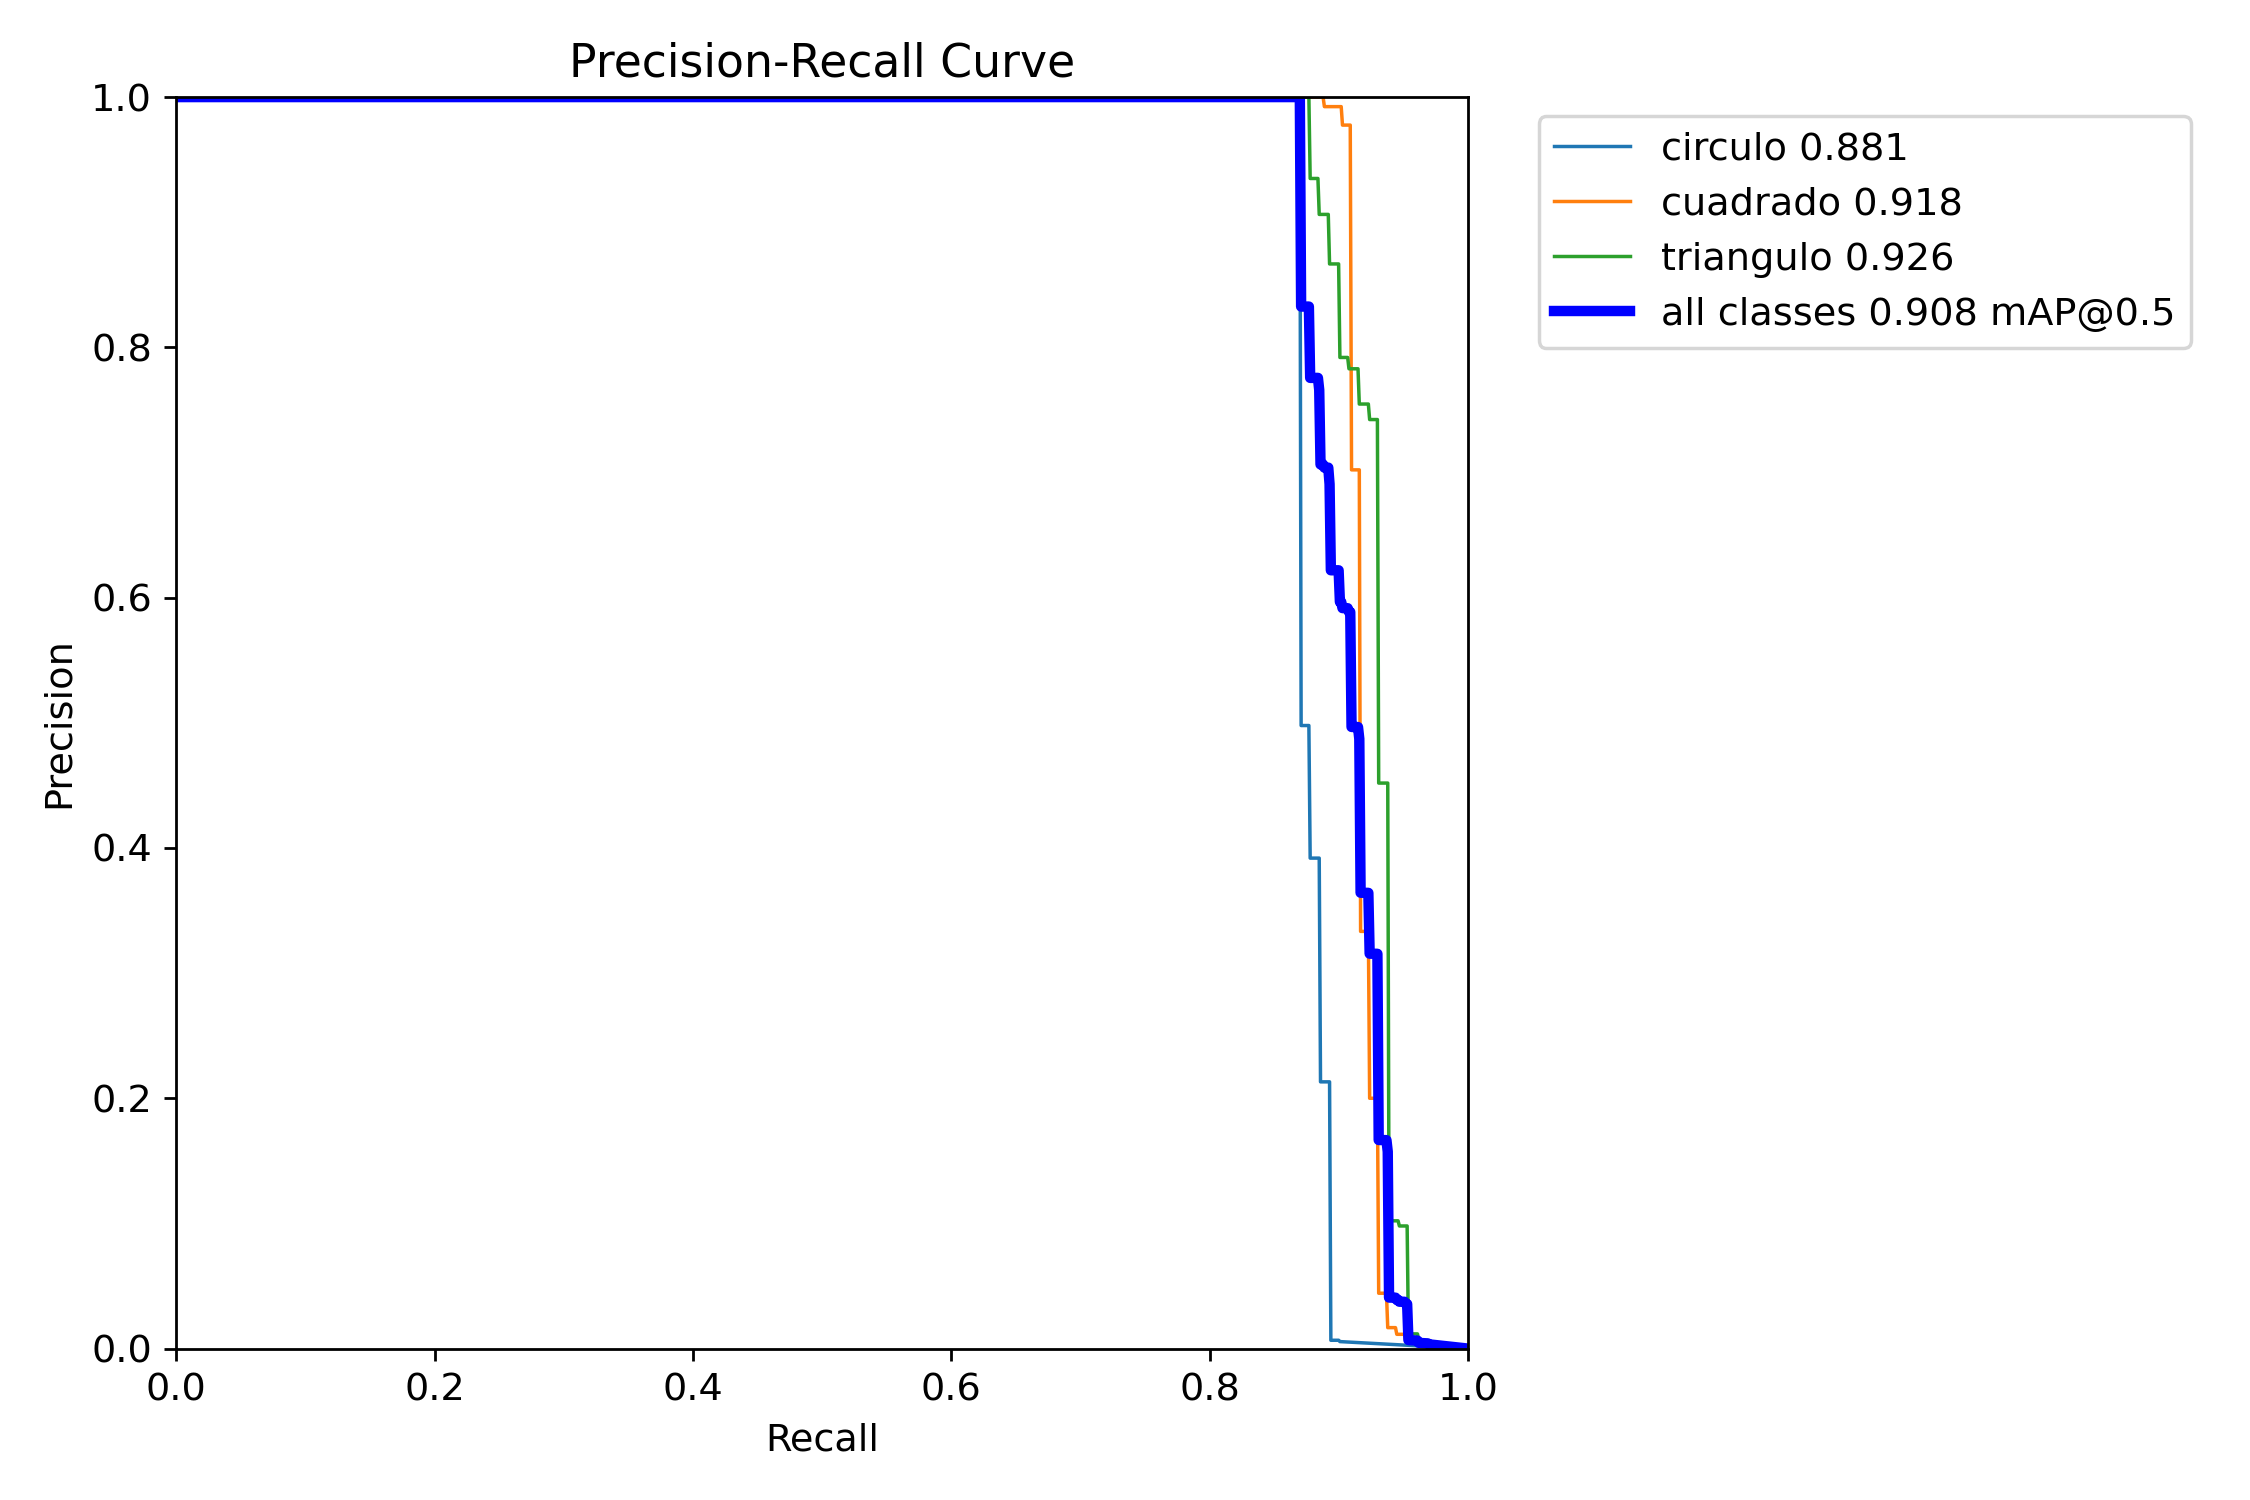 Precision-Recall Curve
1.0
0.8
0.6
0.4
0.2
0.0
Precision
0.0 0.2 0.4 0.6 0.8 1.0
Recall
circulo 0.881
cuadrado 0.918
triangulo 0.926
all classes 0.908 mAP@0.5